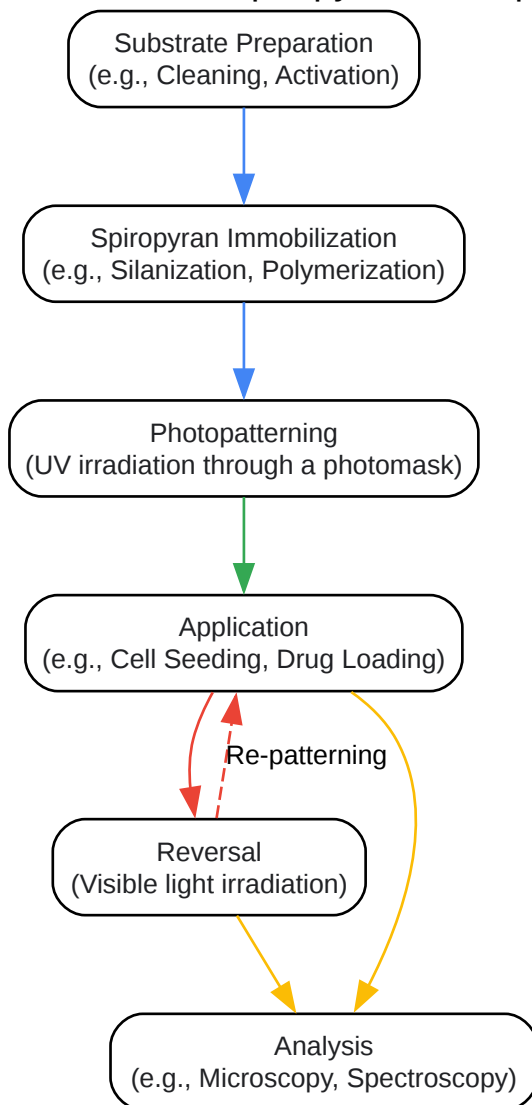 Substrate Preparation
(e.g., Cleaning, Activation)
Spiropyran Immobilization
(e.g., Silanization, Polymerization)
Photopatterning
(UV irradiation through a photomask)
Application
(e.g., Cell Seeding, Drug Loading)
Re-patterning
Reversal
(Visible light irradiation)
Analysis
(e.g., Microscopy, Spectroscopy)